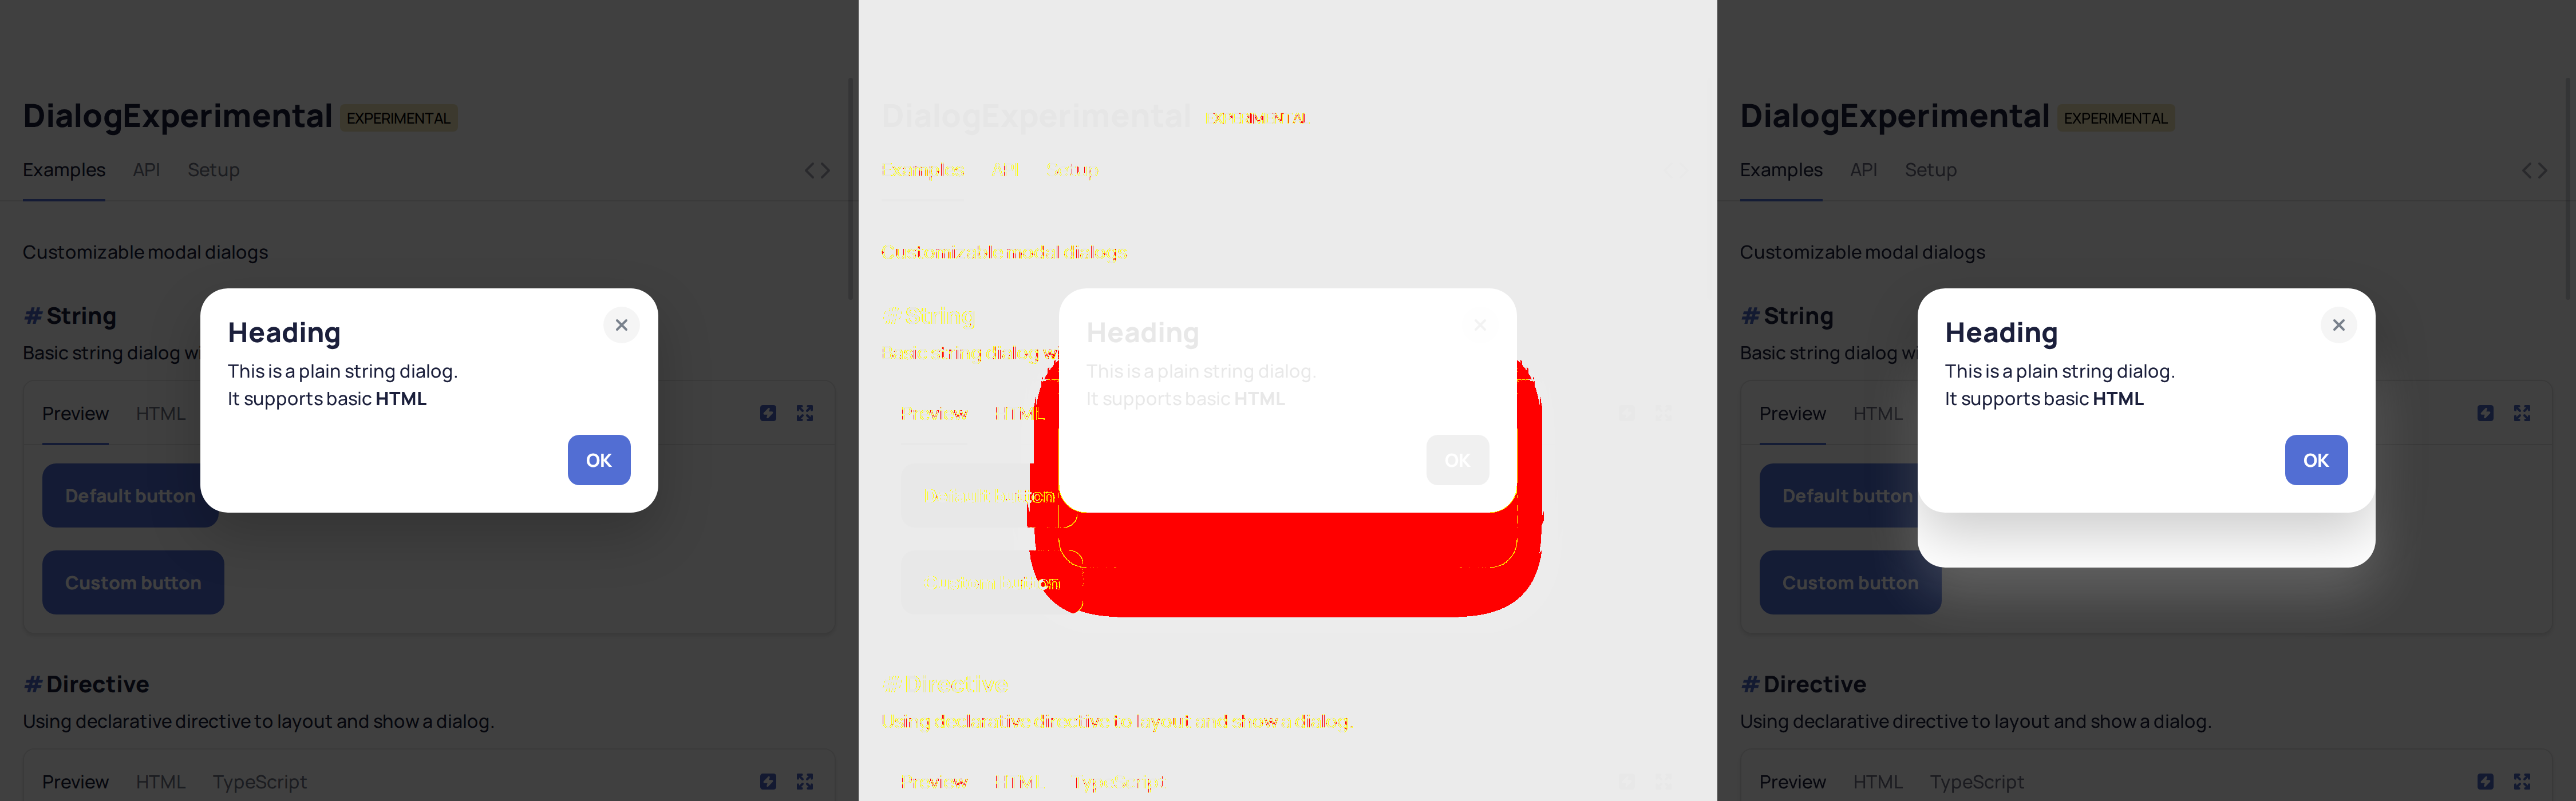 DialogExperimental EXPERIMENTAL
Examples API Setup
Customizable modal dialogs
# String
Basic string dialog wi
Preview HTML
Default button
Custom button
Heading
This is a plain string dialog.
It supports basic HTML
OK
# Directive
Using declarative directive to layout and show a dialog.
Preview HTML TypeScript
DialogExperimental EXPERIMENTAL
Examples API Setup
Customizable modal dialogs
# String
Basic string dialog wi
Preview HTML
Default button
Custom button
Heading
This is a plain string dialog.
It supports basic HTML
OK
# Directive
Using declarative directive to layout and show a dialog.
Preview HTML TypeScript
DialogExperimental EXPERIMENTAL
Examples API Setup
Customizable modal dialogs
# String
Basic string dialog wi
Preview HTML
Default button
Custom button
Heading
This is a plain string dialog.
It supports basic HTML
OK
# Directive
Using declarative directive to layout and show a dialog.
Preview HTML TypeScript